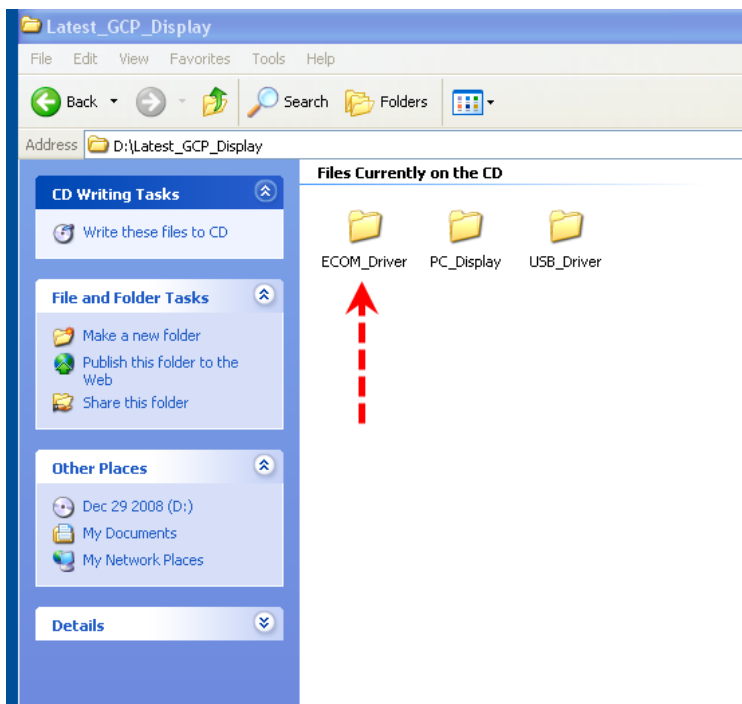 Latest_GCP_Display
File Edit View Favorites Tools Help
Back Search Folders
Address D:\Latest_GCP_Display
CD Writing Tasks
Write these files to CD
File and Folder Tasks
Make a new folder
Publish this folder to the
Web
Share this folder
Other Places
Dec 29 2008 (D:)
My Documents
My Network Places
Details
Files Currently on the CD
ECOM_Driver PC_Display USB_Driver